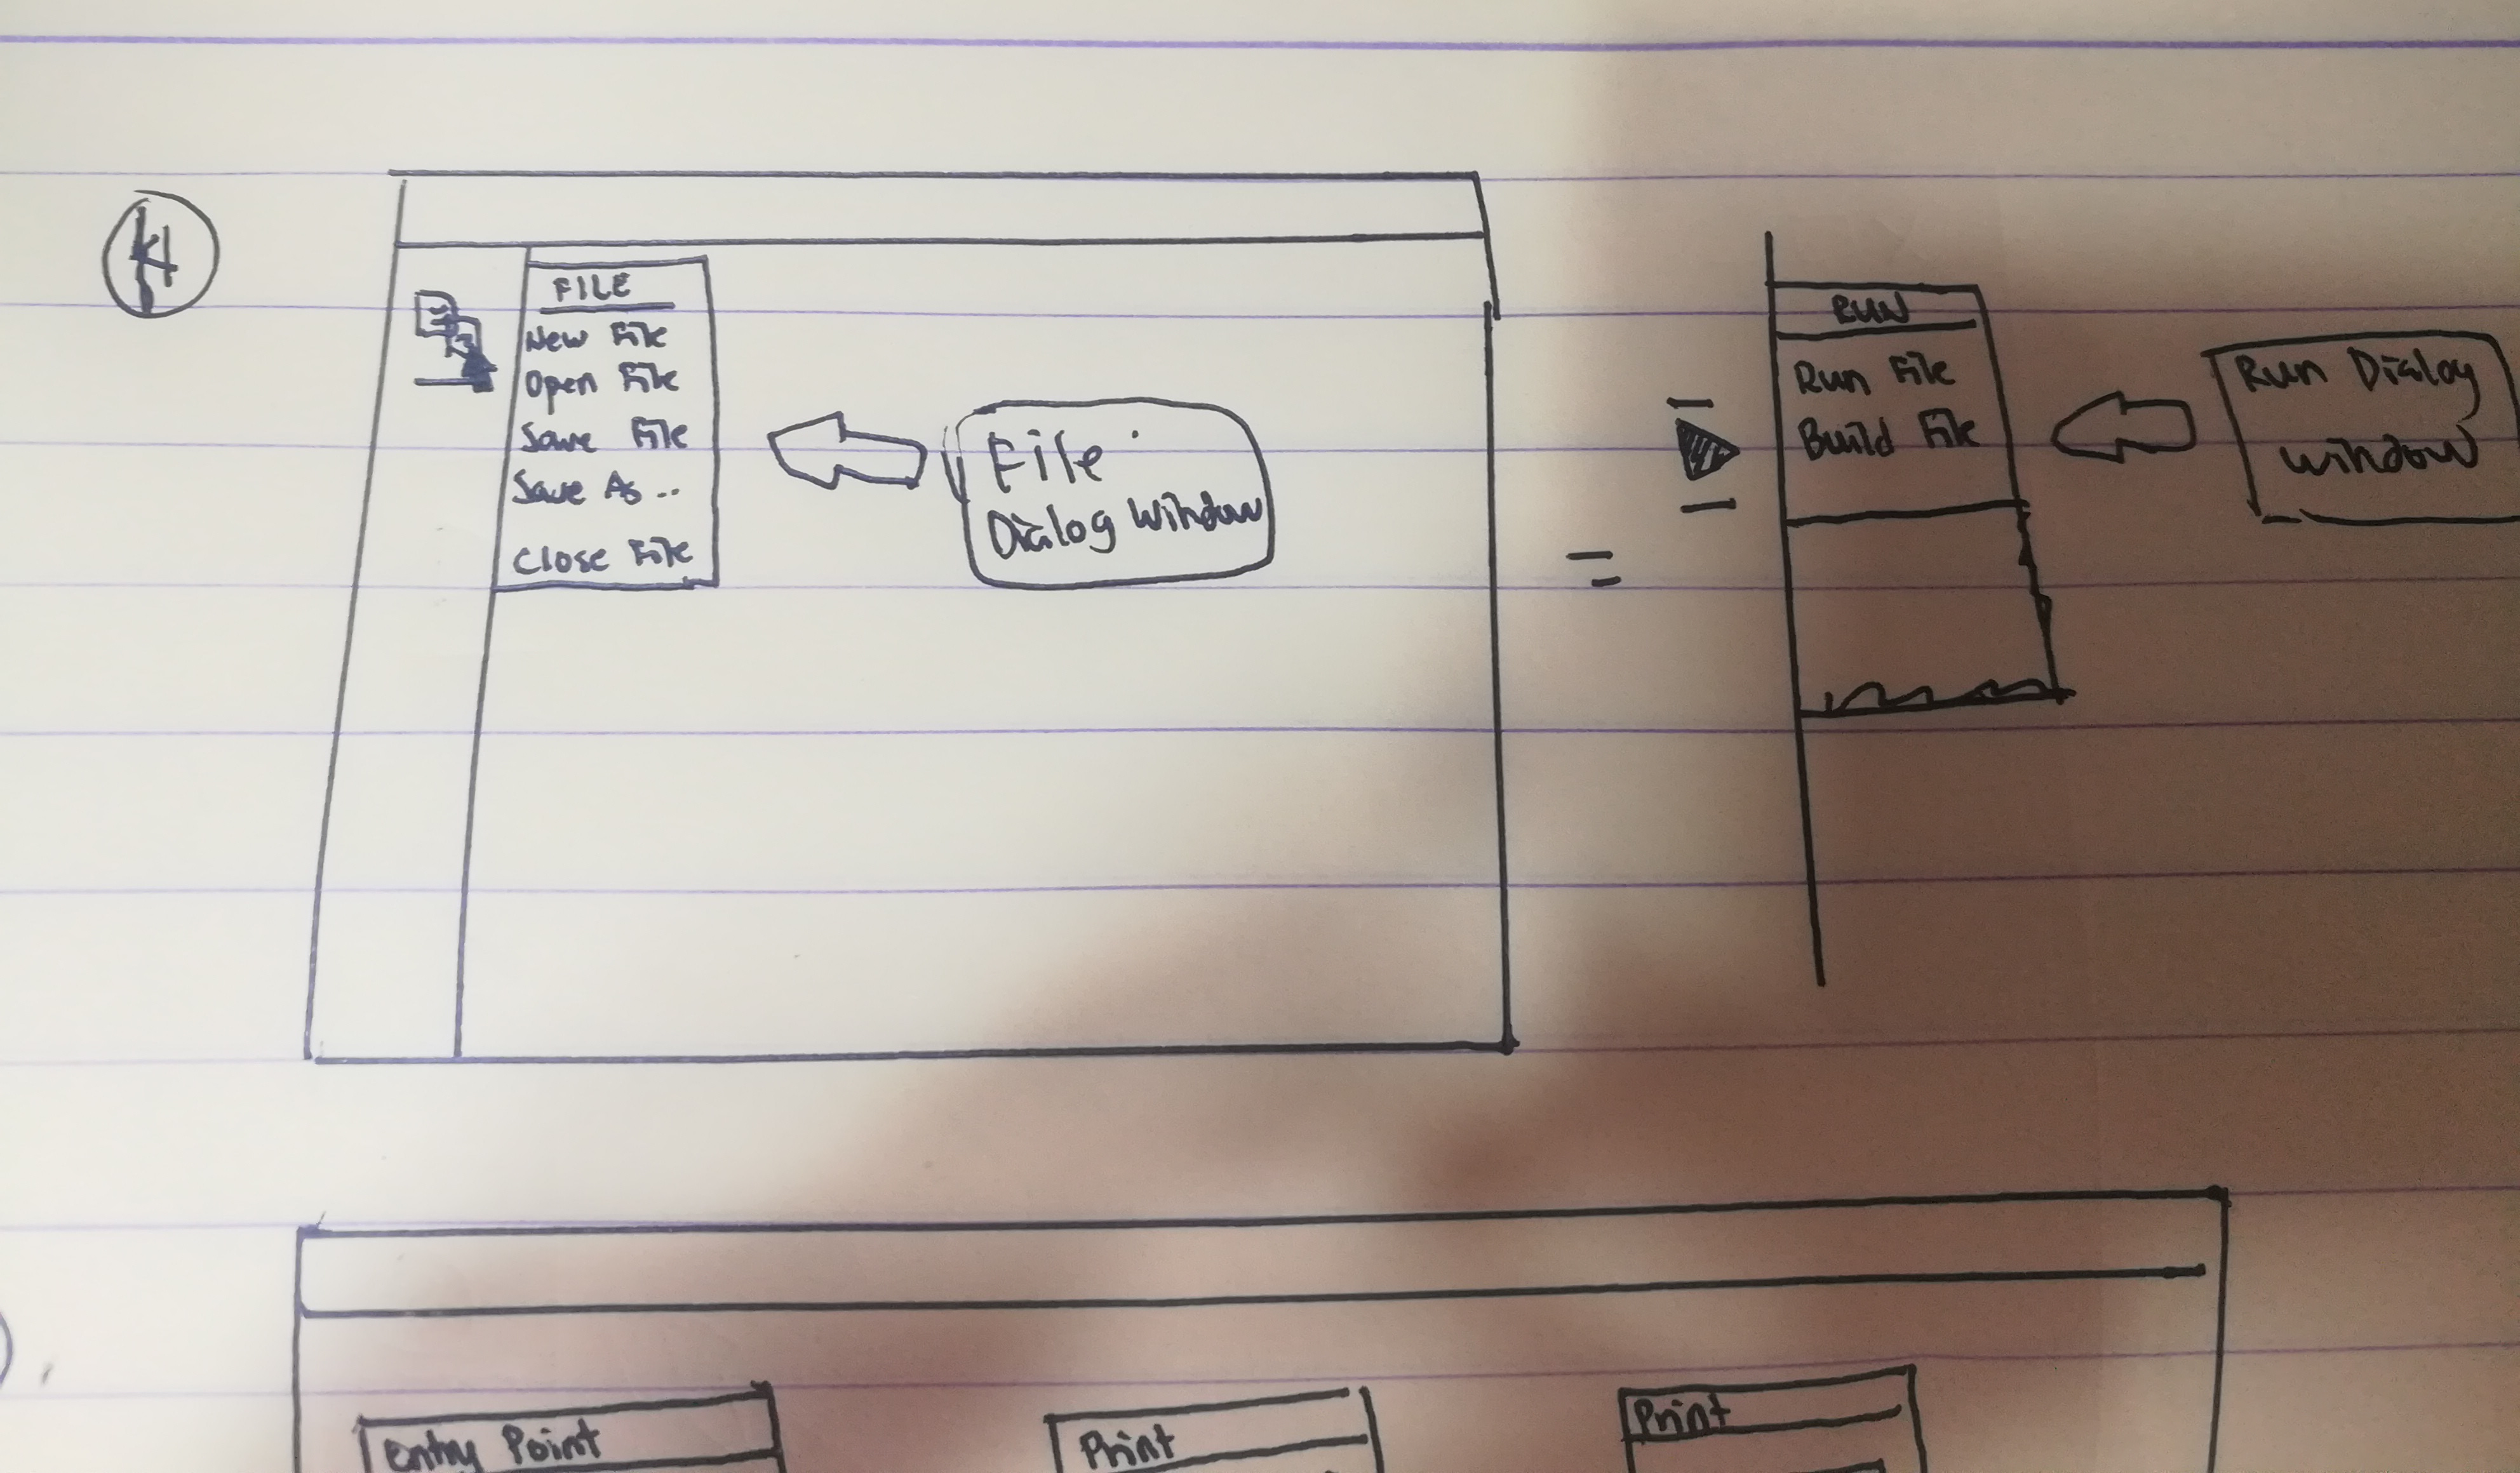 4
FILE
New File
Open File
Save File
Save As ..
Close File
File
Dialog Window
RUN
Run File
Build File
Run Dialog
Window
Entry Point
Print
Print